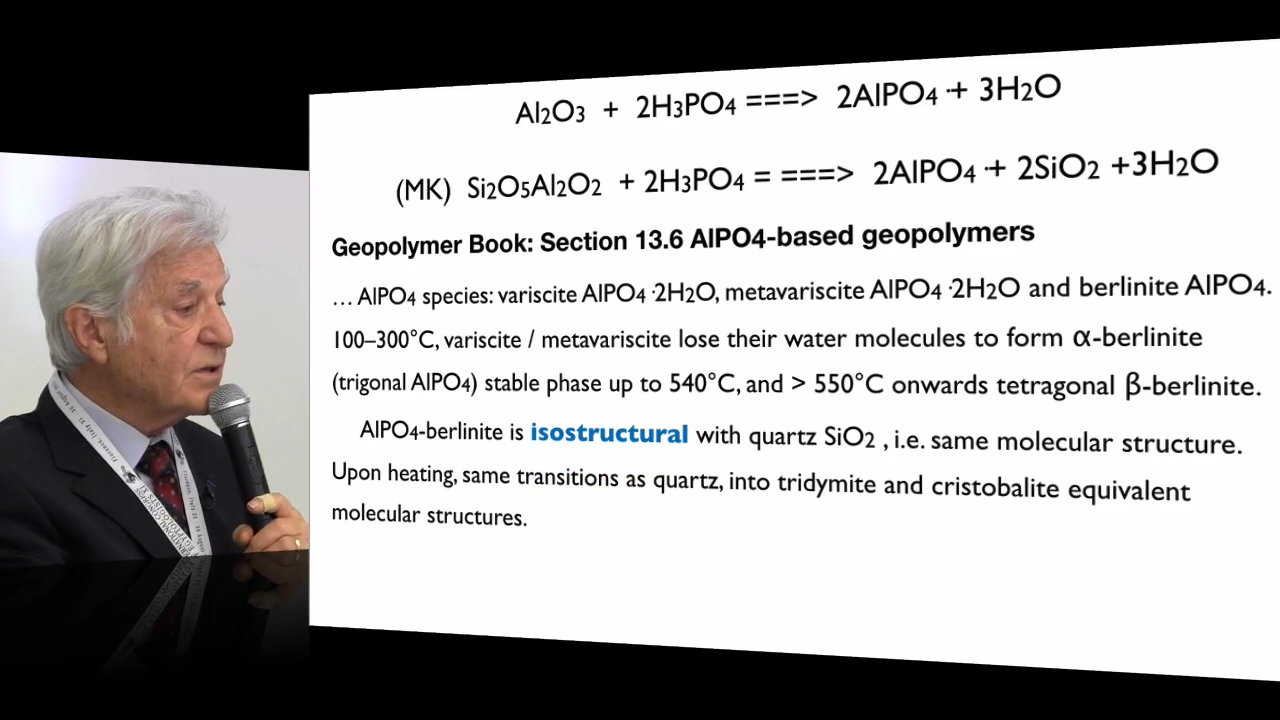 Al2O3 + 2H3PO4 ===> 2AlPO4 + 3H2O
(MK) Si2O5Al2O2 + 2H3PO4 = ===> 2AlPO4 + 2SiO2 +3H2O
Geopolymer Book: Section 13.6 AlPO4-based geopolymers
… AlPO4 species: variscite AlPO4 ·2H2O, metavariscite AlPO4 ·2H2O and berlinite AlPO4.
100–300°C, variscite / metavariscite lose their water molecules to form α-berlinite
(trigonal AlPO4) stable phase up to 540°C, and > 550°C onwards tetragonal β-berlinite.
AlPO4-berlinite is isostructural with quartz SiO2 , i.e. same molecular structure.
Upon heating, same transitions as quartz, into tridymite and cristobalite equivalent
molecular structures.